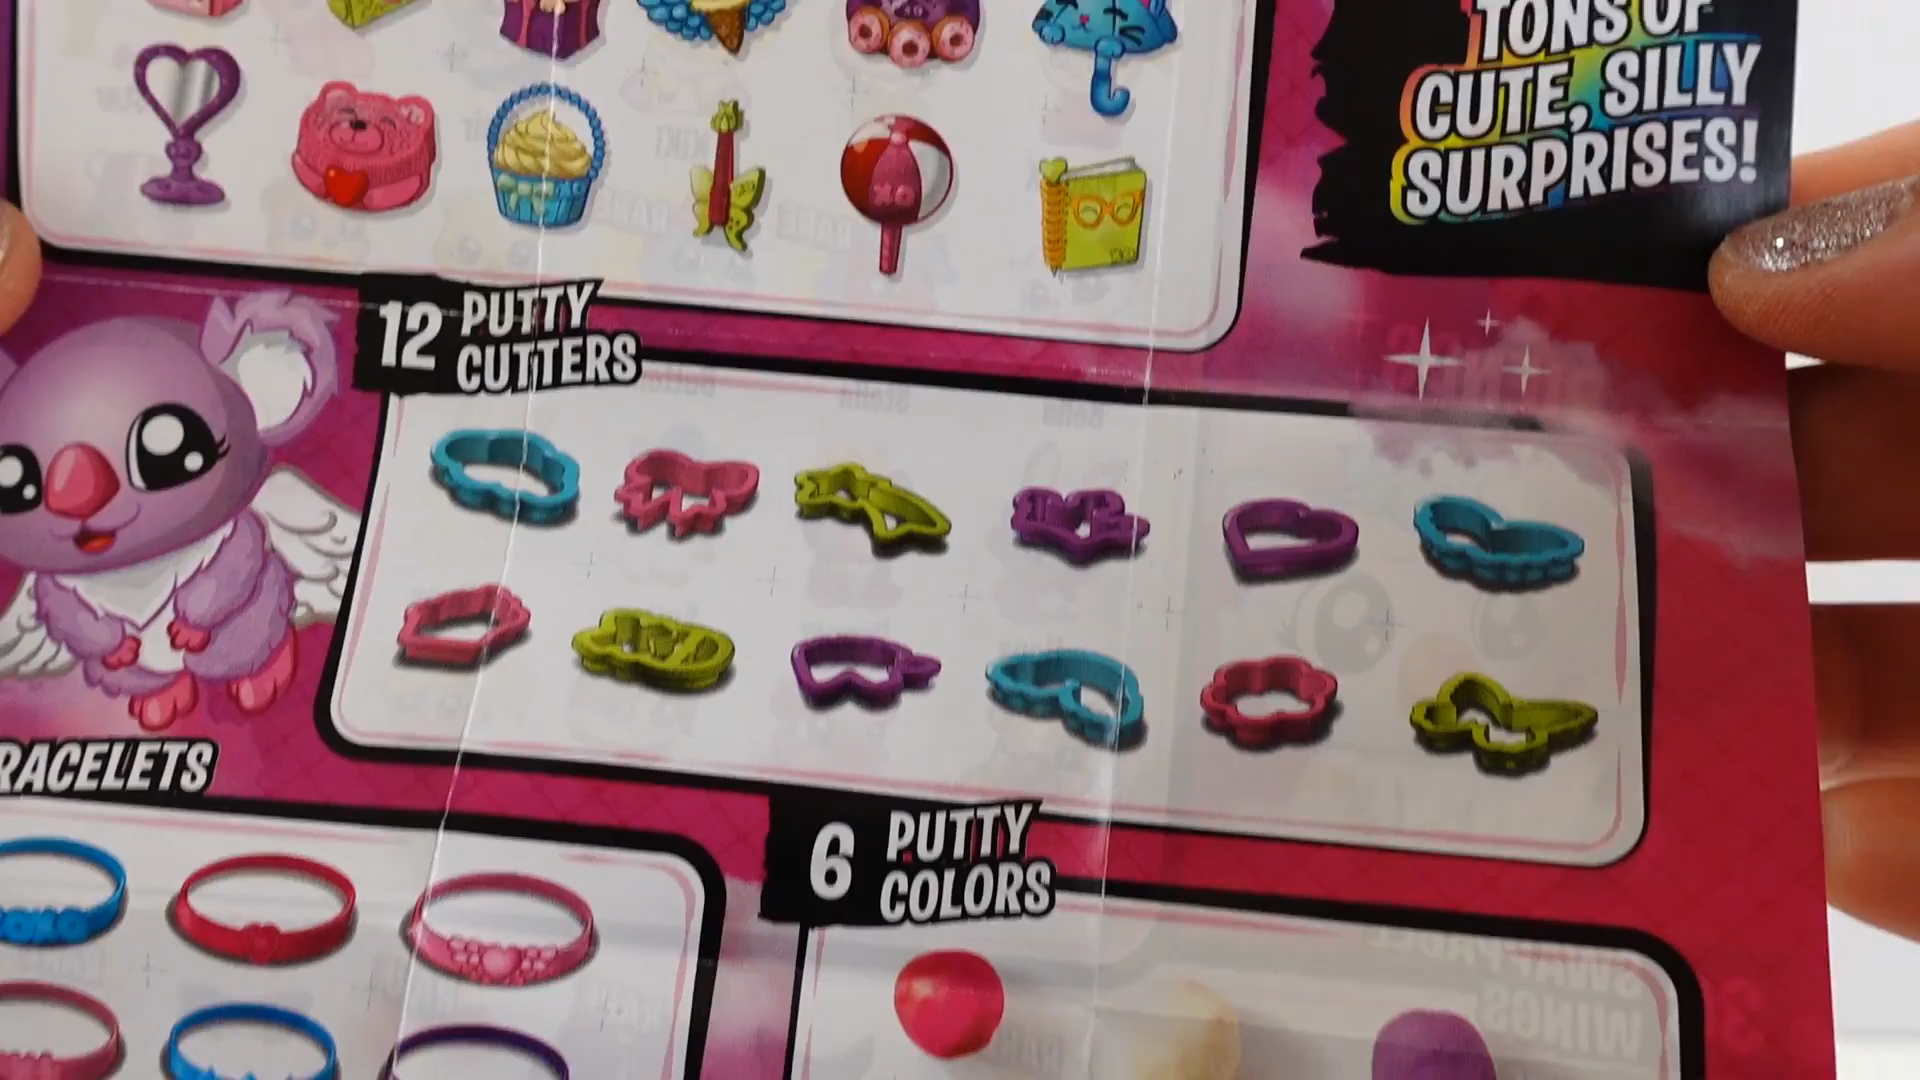 TONS OF
CUTE, SILLY
SURPRISES!
12 PUTTY
CUTTERS
RACELETS
6 PUTTY
COLORS